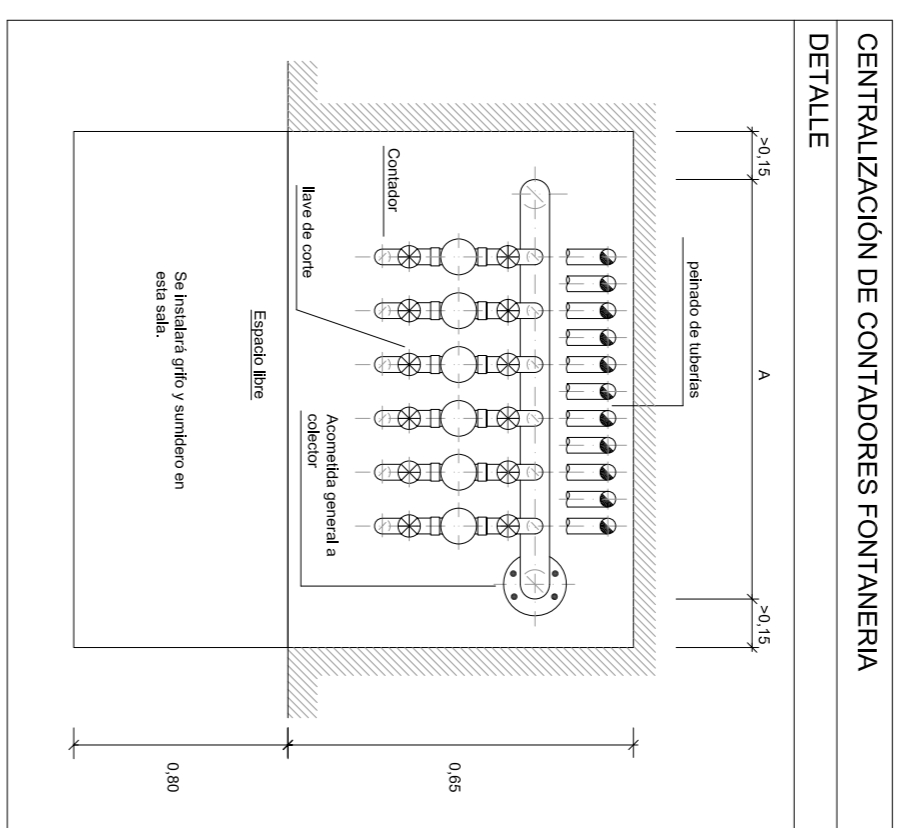 CENTRALIZACIÓN DE CONTADORES FONTANERIA
DETALLE
>0,15
A
>0,15
peinado de tuberías
Contador
llave de corte
Acometida general a
colector
Espacio libre
Se instalará grifo y sumidero en
esta sala.
0,65
0,80